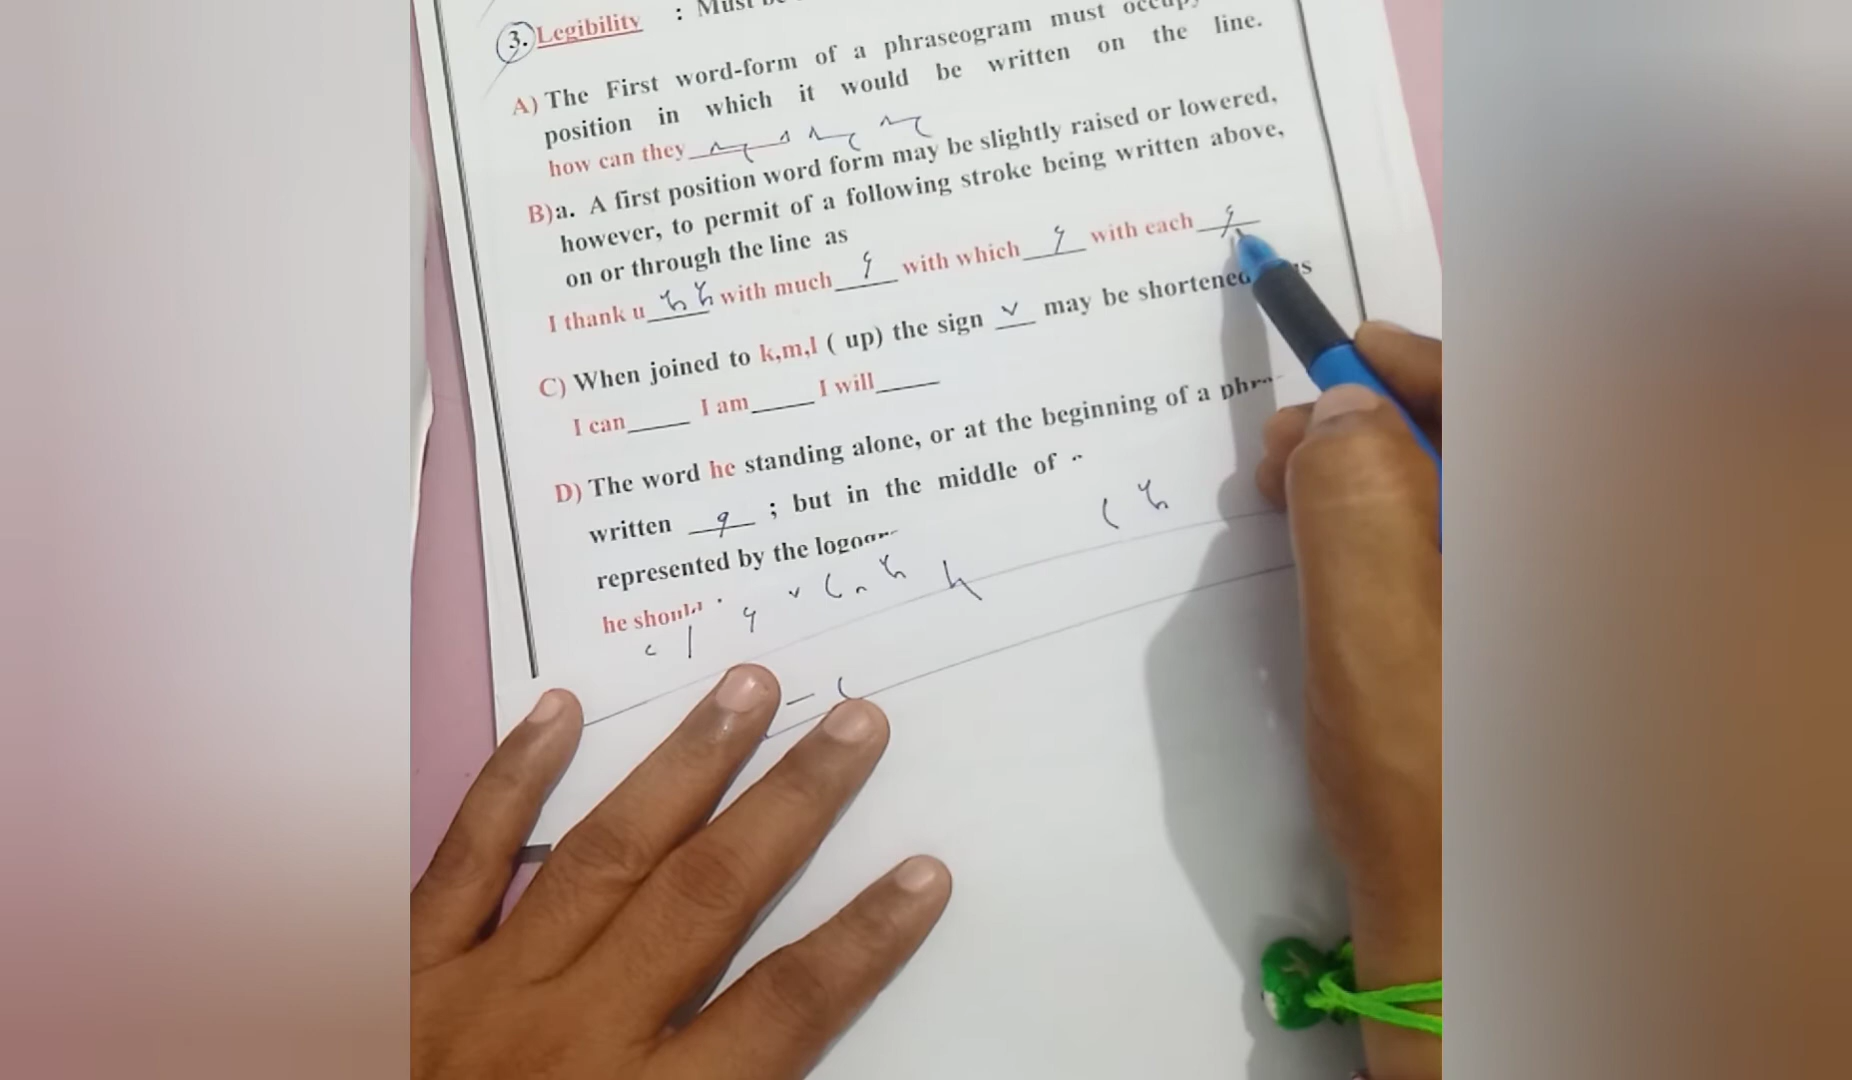 3. Legibility : Must be
A) The First word-form of a phraseogram must occupy
position in which it would be written on the line.
how can they
B)a. A first position word form may be slightly raised or lowered,
however, to permit of a following stroke being written above,
on or through the line as
I thank u with much with which with each
C) When joined to k,m,l ( up) the sign may be shortened
I can I am I will
D) The word he standing alone, or at the beginning of a
written ; but in the middle of
represented by the
he should